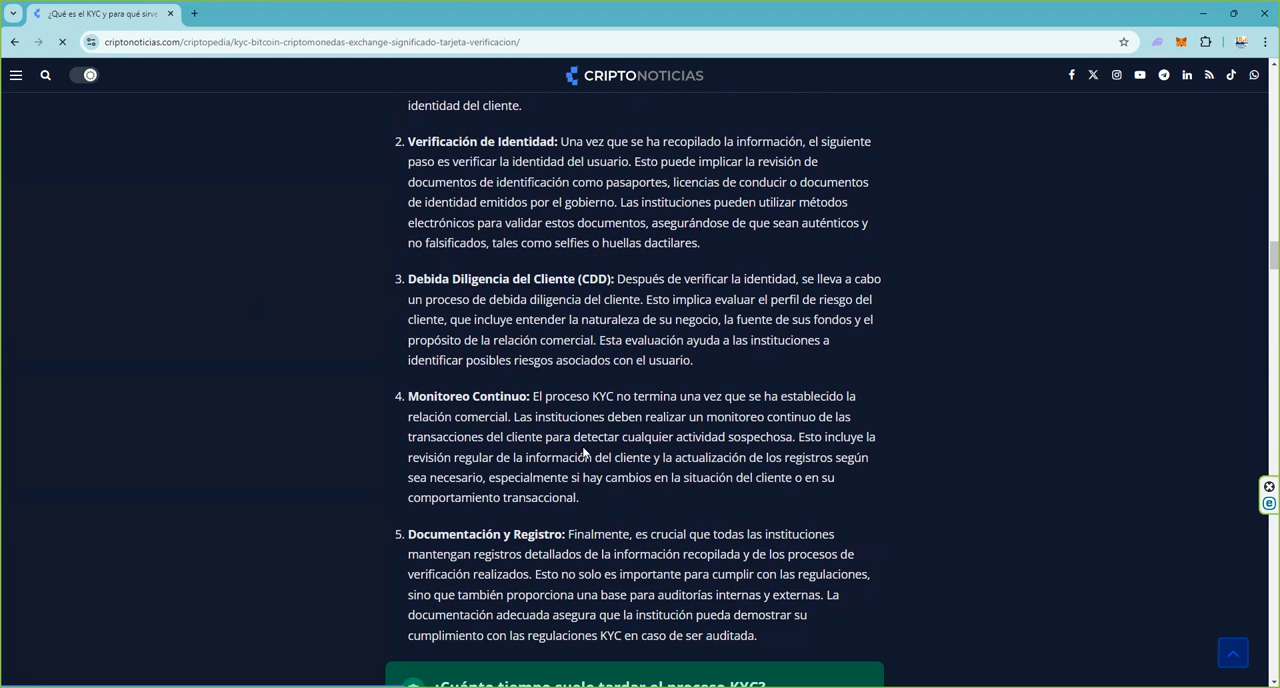 ¿Qué es el KYC y para qué sirve
criptonoticias.com/criptopedia/kyc-bitcoin-criptomonedas-exchange-significado-tarjeta-verificacion/
CRIPTONOTICIAS
identidad del cliente.
2. Verificación de Identidad: Una vez que se ha recopilado la información, el siguiente
paso es verificar la identidad del usuario. Esto puede implicar la revisión de
documentos de identificación como pasaportes, licencias de conducir o documentos
de identidad emitidos por el gobierno. Las instituciones pueden utilizar métodos
electrónicos para validar estos documentos, asegurándose de que sean auténticos y
no falsificados, tales como selfies o huellas dactilares.
3. Debida Diligencia del Cliente (CDD): Después de verificar la identidad, se lleva a cabo
un proceso de debida diligencia del cliente. Esto implica evaluar el perfil de riesgo del
cliente, que incluye entender la naturaleza de su negocio, la fuente de sus fondos y el
propósito de la relación comercial. Esta evaluación ayuda a las instituciones a
identificar posibles riesgos asociados con el usuario.
4. Monitoreo Continuo: El proceso KYC no termina una vez que se ha establecido la
relación comercial. Las instituciones deben realizar un monitoreo continuo de las
transacciones del cliente para detectar cualquier actividad sospechosa. Esto incluye la
revisión regular de la información del cliente y la actualización de los registros según
sea necesario, especialmente si hay cambios en la situación del cliente o en su
comportamiento transaccional.
5. Documentación y Registro: Finalmente, es crucial que todas las instituciones
mantengan registros detallados de la información recopilada y de los procesos de
verificación realizados. Esto no solo es importante para cumplir con las regulaciones,
sino que también proporciona una base para auditorías internas y externas. La
documentación adecuada asegura que la institución pueda demostrar su
cumplimiento con las regulaciones KYC en caso de ser auditada.
¿Cuánto tiempo suele tardar el proceso KYC?